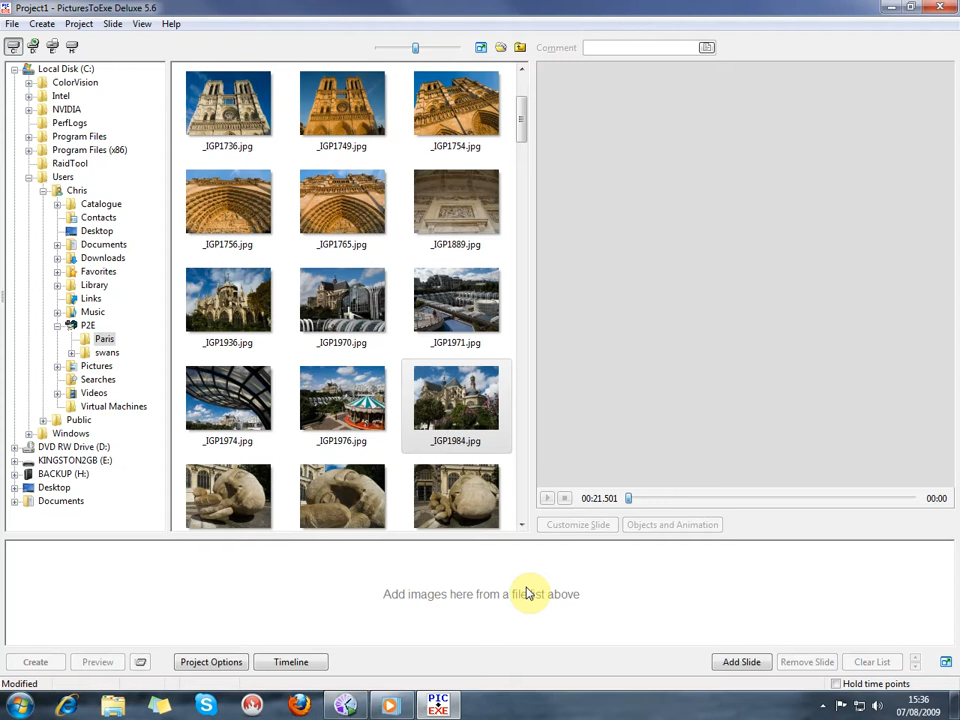 Project1 - PicturesToExe Deluxe 5.6
File Create Project Slide View Help
C: D: E: H:
Comment
Local Disk (C:)
ColorVision
Intel
NVIDIA
PerfLogs
Program Files
Program Files (x86)
RaidTool
Users
Chris
Catalogue
Contacts
Desktop
Documents
Downloads
Favorites
Library
Links
Music
P2E
Paris
swans
Pictures
Searches
Videos
Virtual Machines
Public
Windows
DVD RW Drive (D:)
KINGSTON2GB (E:)
BACKUP (H:)
Desktop
Documents
_IGP1736.jpg _IGP1749.jpg _IGP1754.jpg
_IGP1756.jpg _IGP1765.jpg _IGP1889.jpg
_IGP1936.jpg _IGP1970.jpg _IGP1971.jpg
_IGP1974.jpg _IGP1976.jpg _IGP1984.jpg
00:21.501 00:00
Customize Slide Objects and Animation
Add images here from a file list above
Create Preview Project Options Timeline Add Slide Remove Slide Clear List
Modified Hold time points
PIC
EXE
15:36
07/08/2009